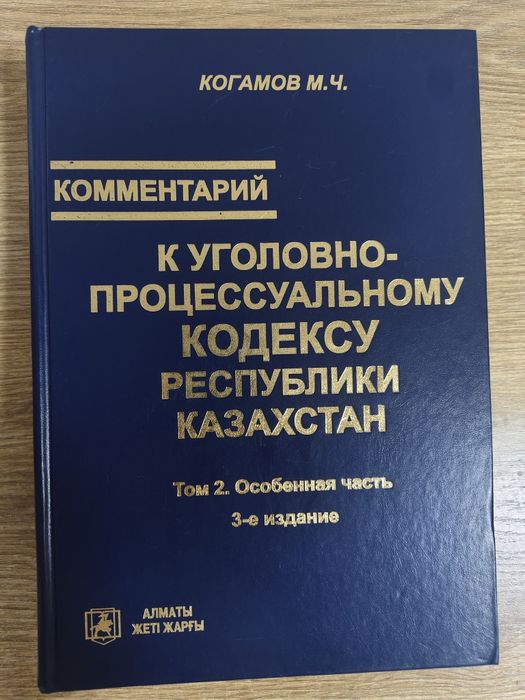 КОГАМОВ М.Ч.
КОММЕНТАРИЙ
К УГОЛОВНО-
ПРОЦЕССУАЛЬНОМУ
КОДЕКСУ
РЕСПУБЛИКИ
КАЗАХСТАН
Том 2. Особенная часть
3-е издание
АЛМАТЫ
ЖЕТІ ЖАРҒЫ